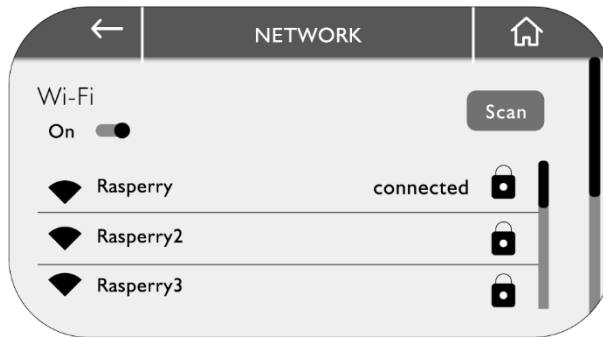 NETWORK
Wi-Fi
Scan
On
Rasperry connected
Rasperry2
Rasperry3